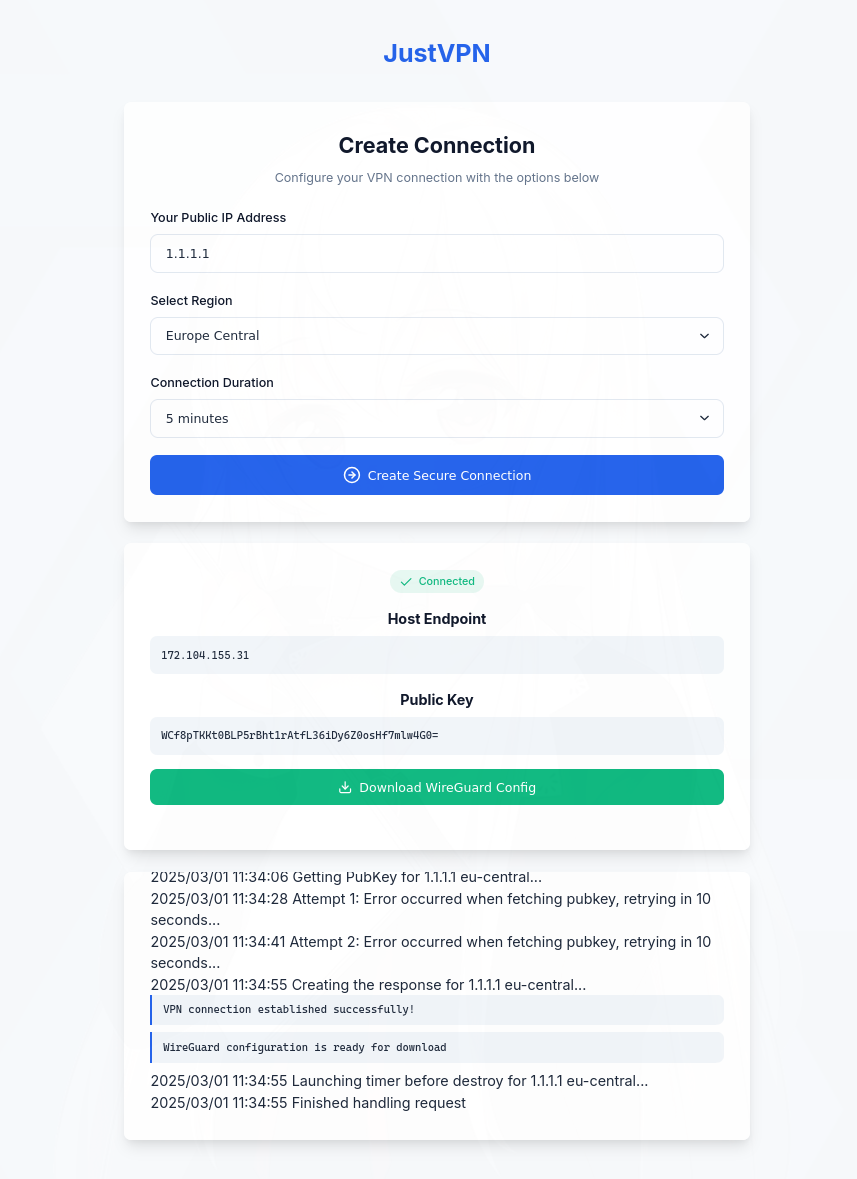 JustVPN
Create Connection
Configure your VPN connection with the options below
Your Public IP Address
1.1.1.1
Select Region
Europe Central
Connection Duration
5 minutes
Create Secure Connection
Connected
Host Endpoint
172.104.155.31
Public Key
WCf8pTKKt0BLP5rBht1rAtfL36iDy6Z0osHf7mlw4G0=
Download WireGuard Config
2025/03/01 11:34:06 Getting PubKey for 1.1.1.1 eu-central...
2025/03/01 11:34:28 Attempt 1: Error occurred when fetching pubkey, retrying in 10
seconds...
2025/03/01 11:34:41 Attempt 2: Error occurred when fetching pubkey, retrying in 10
seconds...
2025/03/01 11:34:55 Creating the response for 1.1.1.1 eu-central...
VPN connection established successfully!
WireGuard configuration is ready for download
2025/03/01 11:34:55 Launching timer before destroy for 1.1.1.1 eu-central...
2025/03/01 11:34:55 Finished handling request